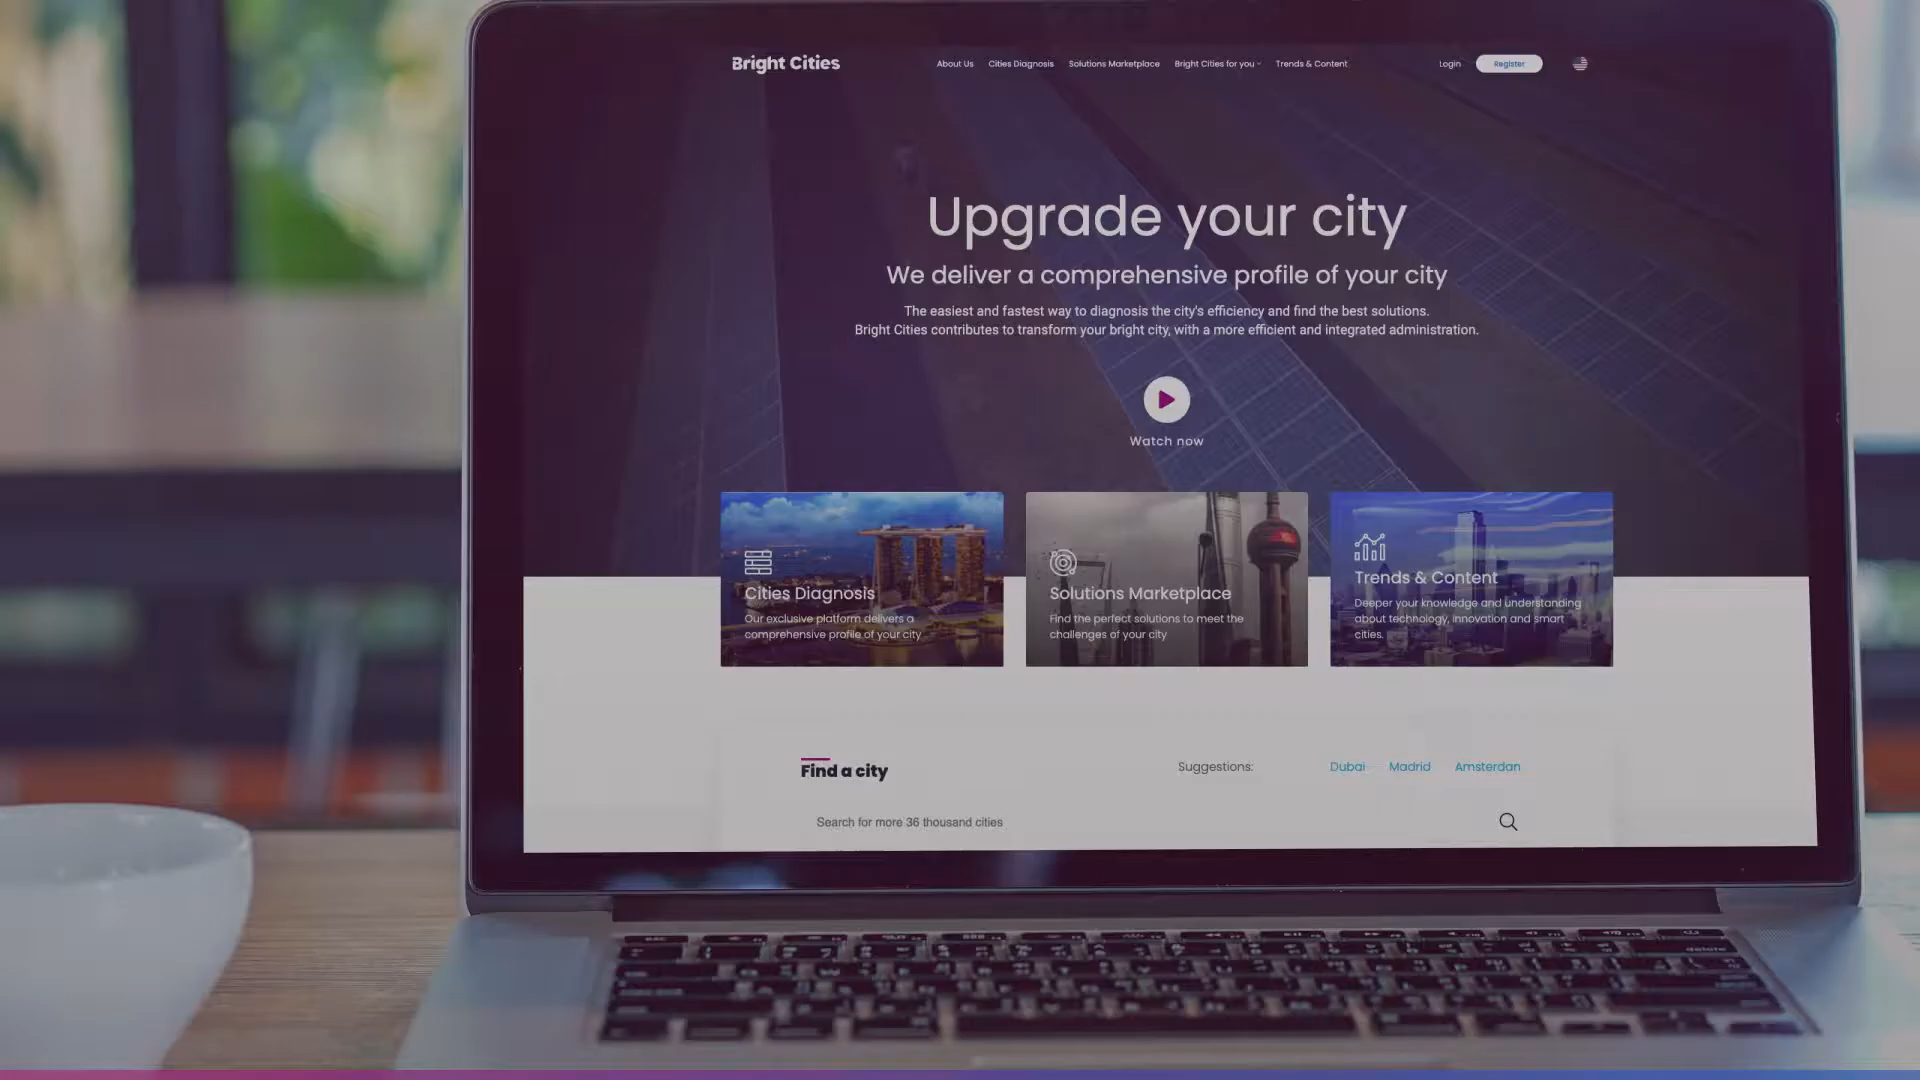 Bright Cities
About Us
Cities Diagnosis
Solutions Marketplace
Bright Cities for you
Trends & Content
Login
Register
Upgrade your city
We deliver a comprehensive profile of your city
The easiest and fastest way to diagnosis the city's efficiency and find the best solutions.
Bright Cities contributes to transform your bright city, with a more efficient and integrated administration.
Watch now
Cities Diagnosis
Our exclusive platform delivers a
comprehensive profile of your city
Solutions Marketplace
Find the perfect solutions to meet the
challenges of your city
Trends & Content
Deeper your knowledge and understanding
about technology, innovation and smart
cities.
Find a city
Suggestions:
Dubai
Madrid
Amsterdan
Search for more 36 thousand cities
delete